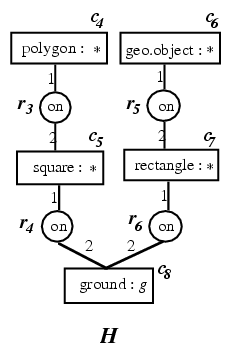 c4 c6
polygon : * geo.object : *
1 1
r3 on r5 on
2 c5 2 c7
square : * rectangle : *
1 1
r4 on r6 on
2 2
c8
ground : g
H